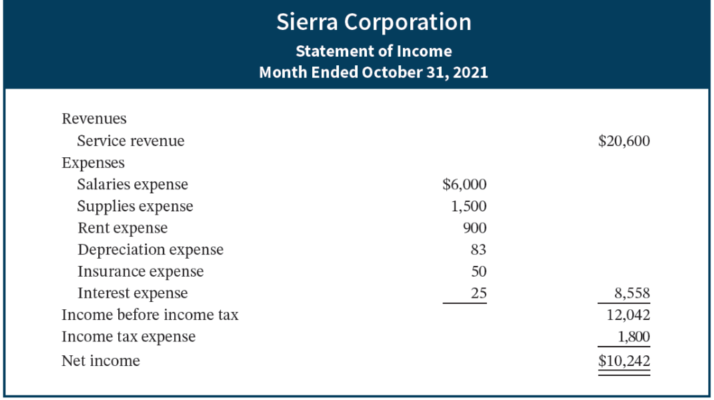 Sierra Corporation
Statement of Income
Month Ended October 31, 2021
Revenues
Service revenue $20,600
Expenses
Salaries expense $6,000
Supplies expense 1,500
Rent expense 900
Depreciation expense 83
Insurance expense 50
Interest expense 25 8,558
Income before income tax 12,042
Income tax expense 1,800
Net income $10,242